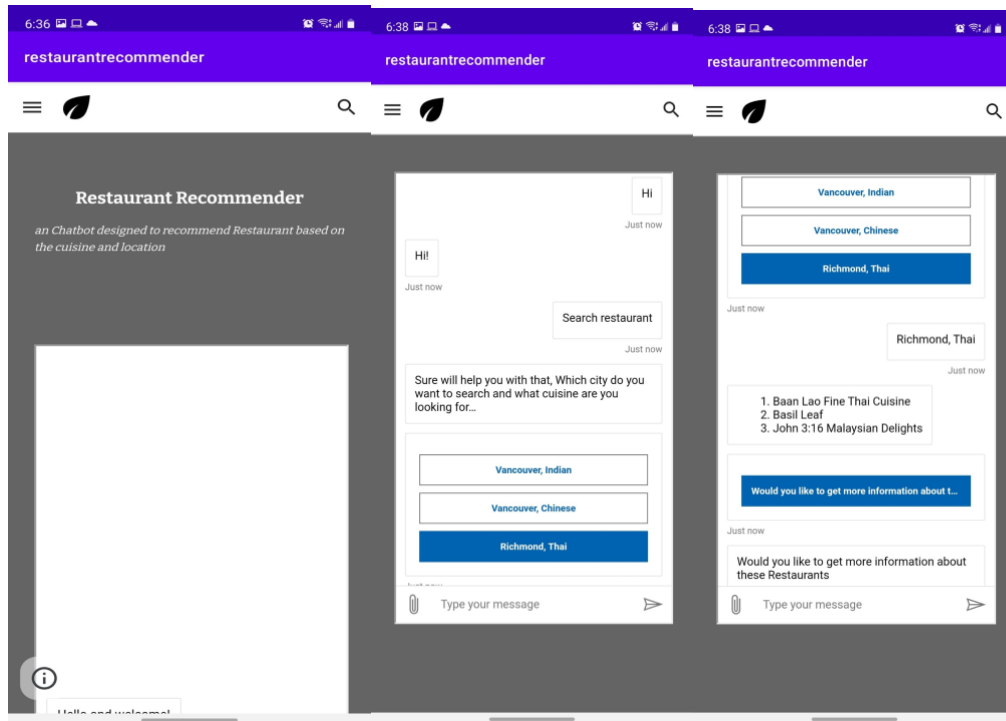 6:36
restaurantrecommender
Restaurant Recommender
an Chatbot designed to recommend Restaurant based on
the cuisine and location
Hello and welcome!
6:38
restaurantrecommender
Hi
Just now
Hi!
Just now
Search restaurant
Just now
Sure will help you with that, Which city do you
want to search and what cuisine are you
looking for...
Vancouver, Indian
Vancouver, Chinese
Richmond, Thai
Just now
Type your message
6:38
restaurantrecommender
Vancouver, Indian
Vancouver, Chinese
Richmond, Thai
Just now
Richmond, Thai
Just now
1. Baan Lao Fine Thai Cuisine
2. Basil Leaf
3. John 3:16 Malaysian Delights
Would you like to get more information about t...
Just now
Would you like to get more information about
these Restaurants
Type your message